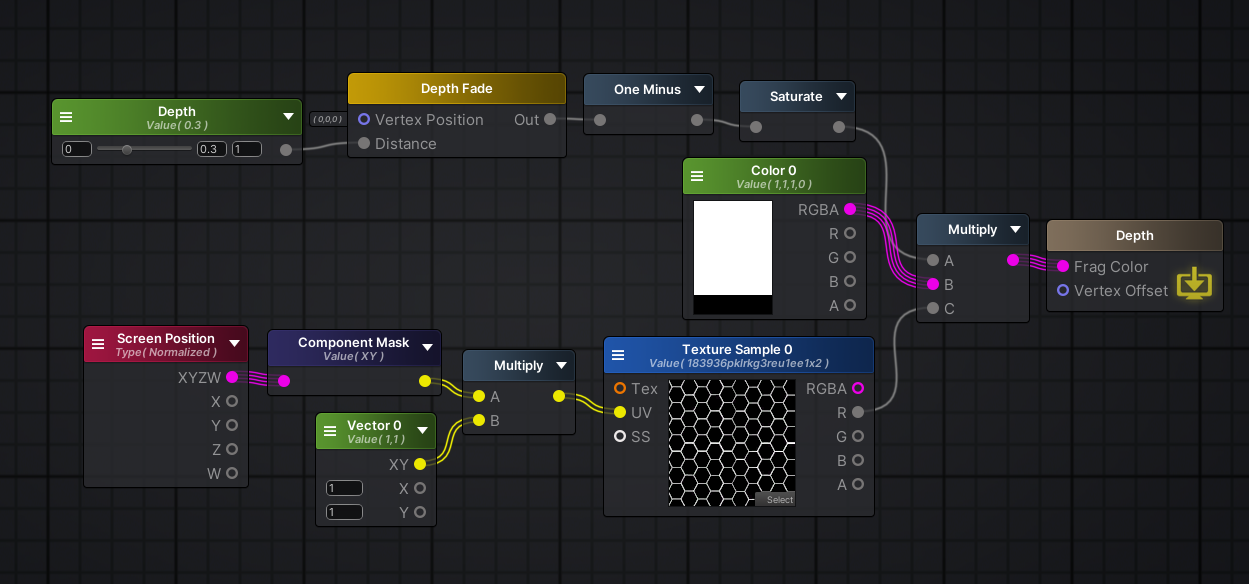 Depth
Value( 0.3 )
0
0.3
1
( 0,0,0 )
Depth Fade
Vertex Position
Out
Distance
One Minus
Saturate
Color 0
Value( 1,1,1,0 )
RGBA
R
G
B
A
Multiply
A
B
C
Depth
Frag Color
Vertex Offset
Screen Position
Type( Normalized )
XYZW
X
Y
Z
W
Component Mask
Value( XY )
Vector 0
Value( 1,1 )
XY
1
X
1
Y
Multiply
A
B
Texture Sample 0
Value( 183936pklrkg3reu1ee1x2 )
Tex
RGBA
UV
R
SS
G
B
A
Select